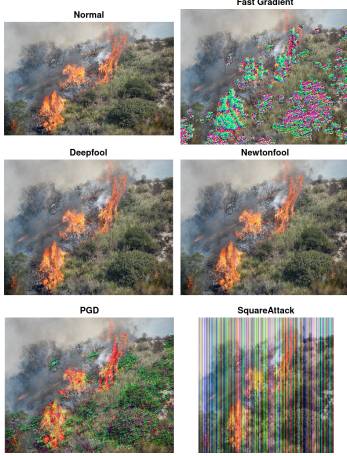 Normal
Fast Gradient
Deepfool
Newtonfool
PGD
SquareAttack